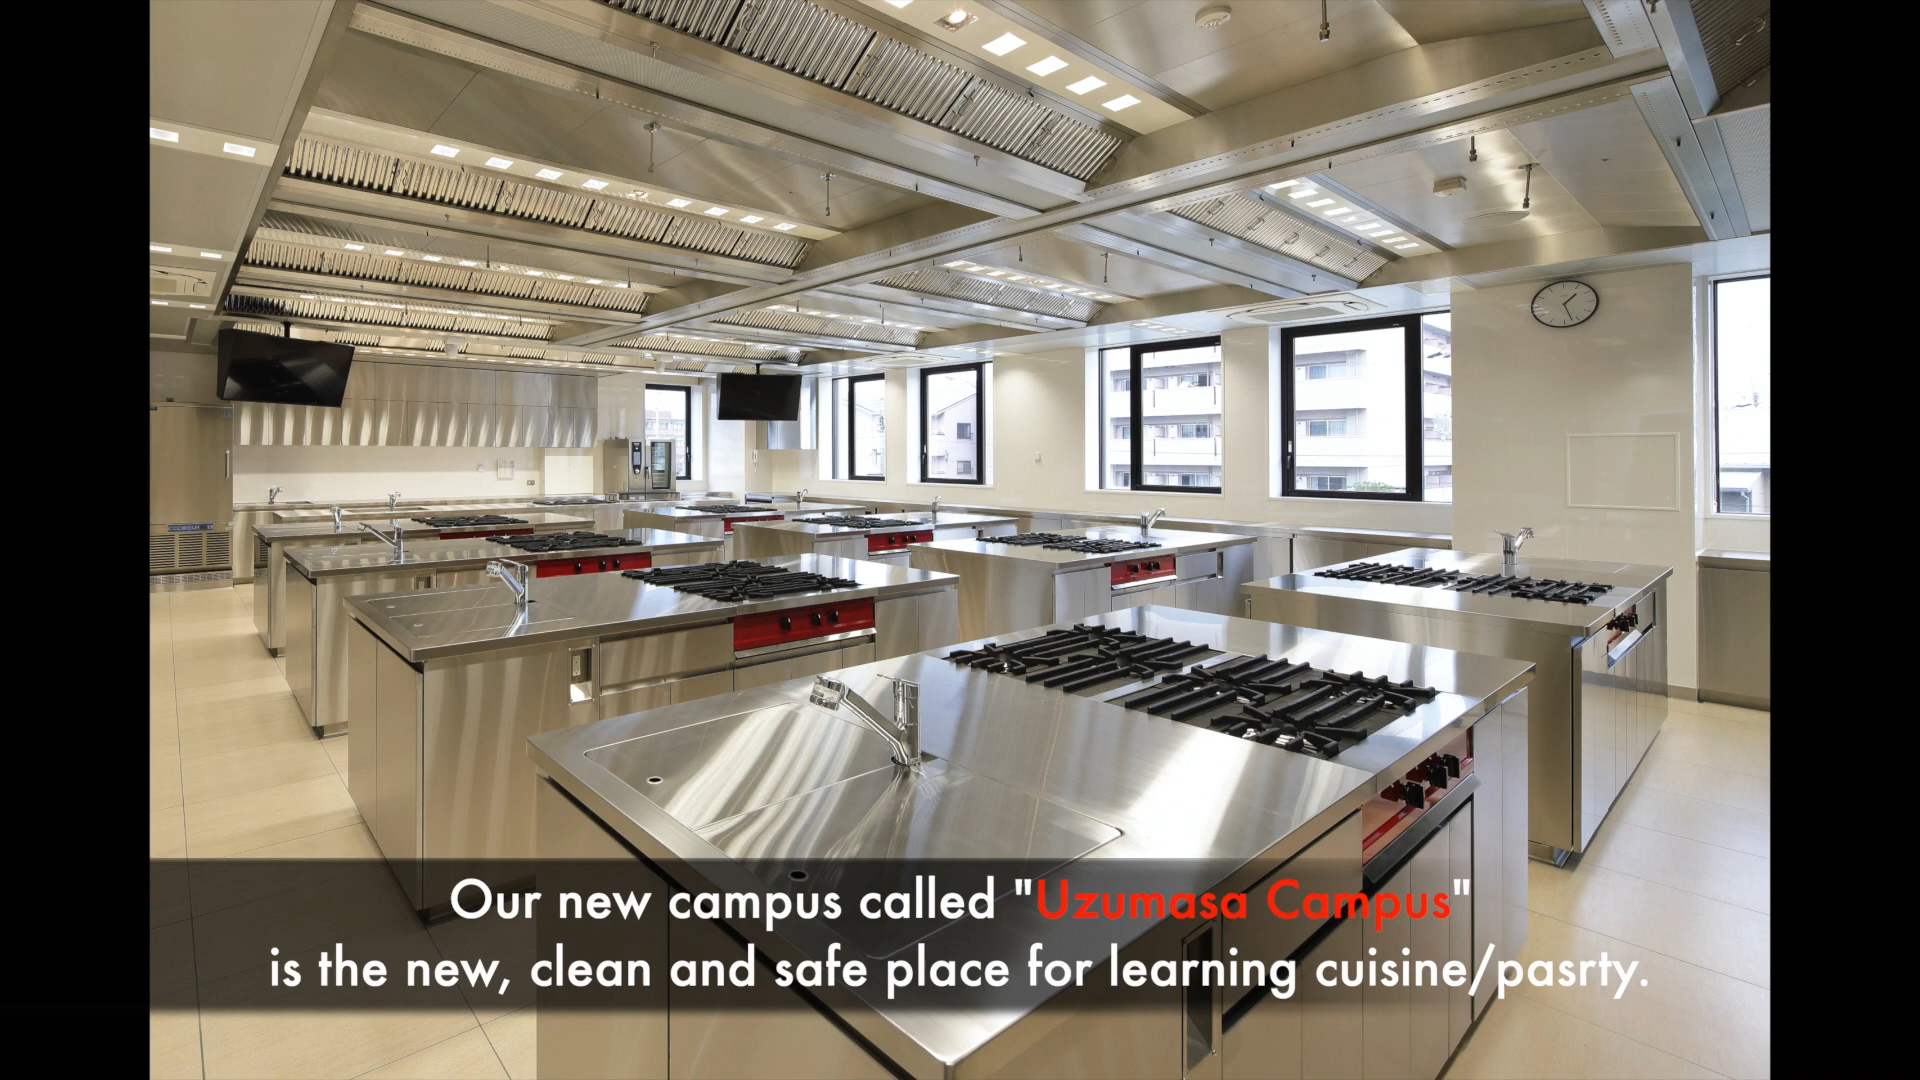 Our new campus called "Uzumasa Campus"
is the new, clean and safe place for learning cuisine/pasrty.